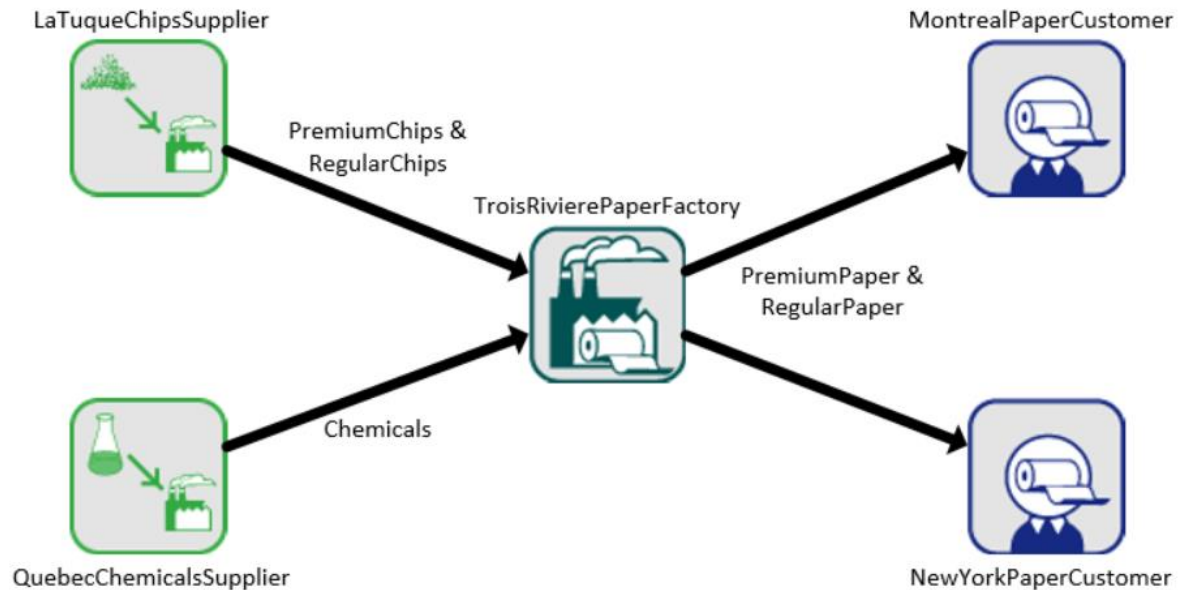 LaTuqueChipsSupplier
MontrealPaperCustomer
PremiumChips &
RegularChips
TroisRivierePaperFactory
PremiumPaper &
RegularPaper
Chemicals
QuebecChemicalsSupplier
NewYorkPaperCustomer